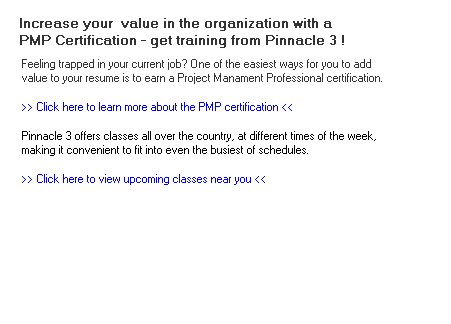 Increase your value in the organization with a
PMP Certification - get training from Pinnacle 3 !
Feeling trapped in your current job? One of the easiest ways for you to add
value to your resume is to earn a Project Manament Professional certification.
>> Click here to learn more about the PMP certification <<
Pinnacle 3 offers classes all over the country, at different times of the week,
making it convenient to fit into even the busiest of schedules.
>> Click here to view upcoming classes near you <<